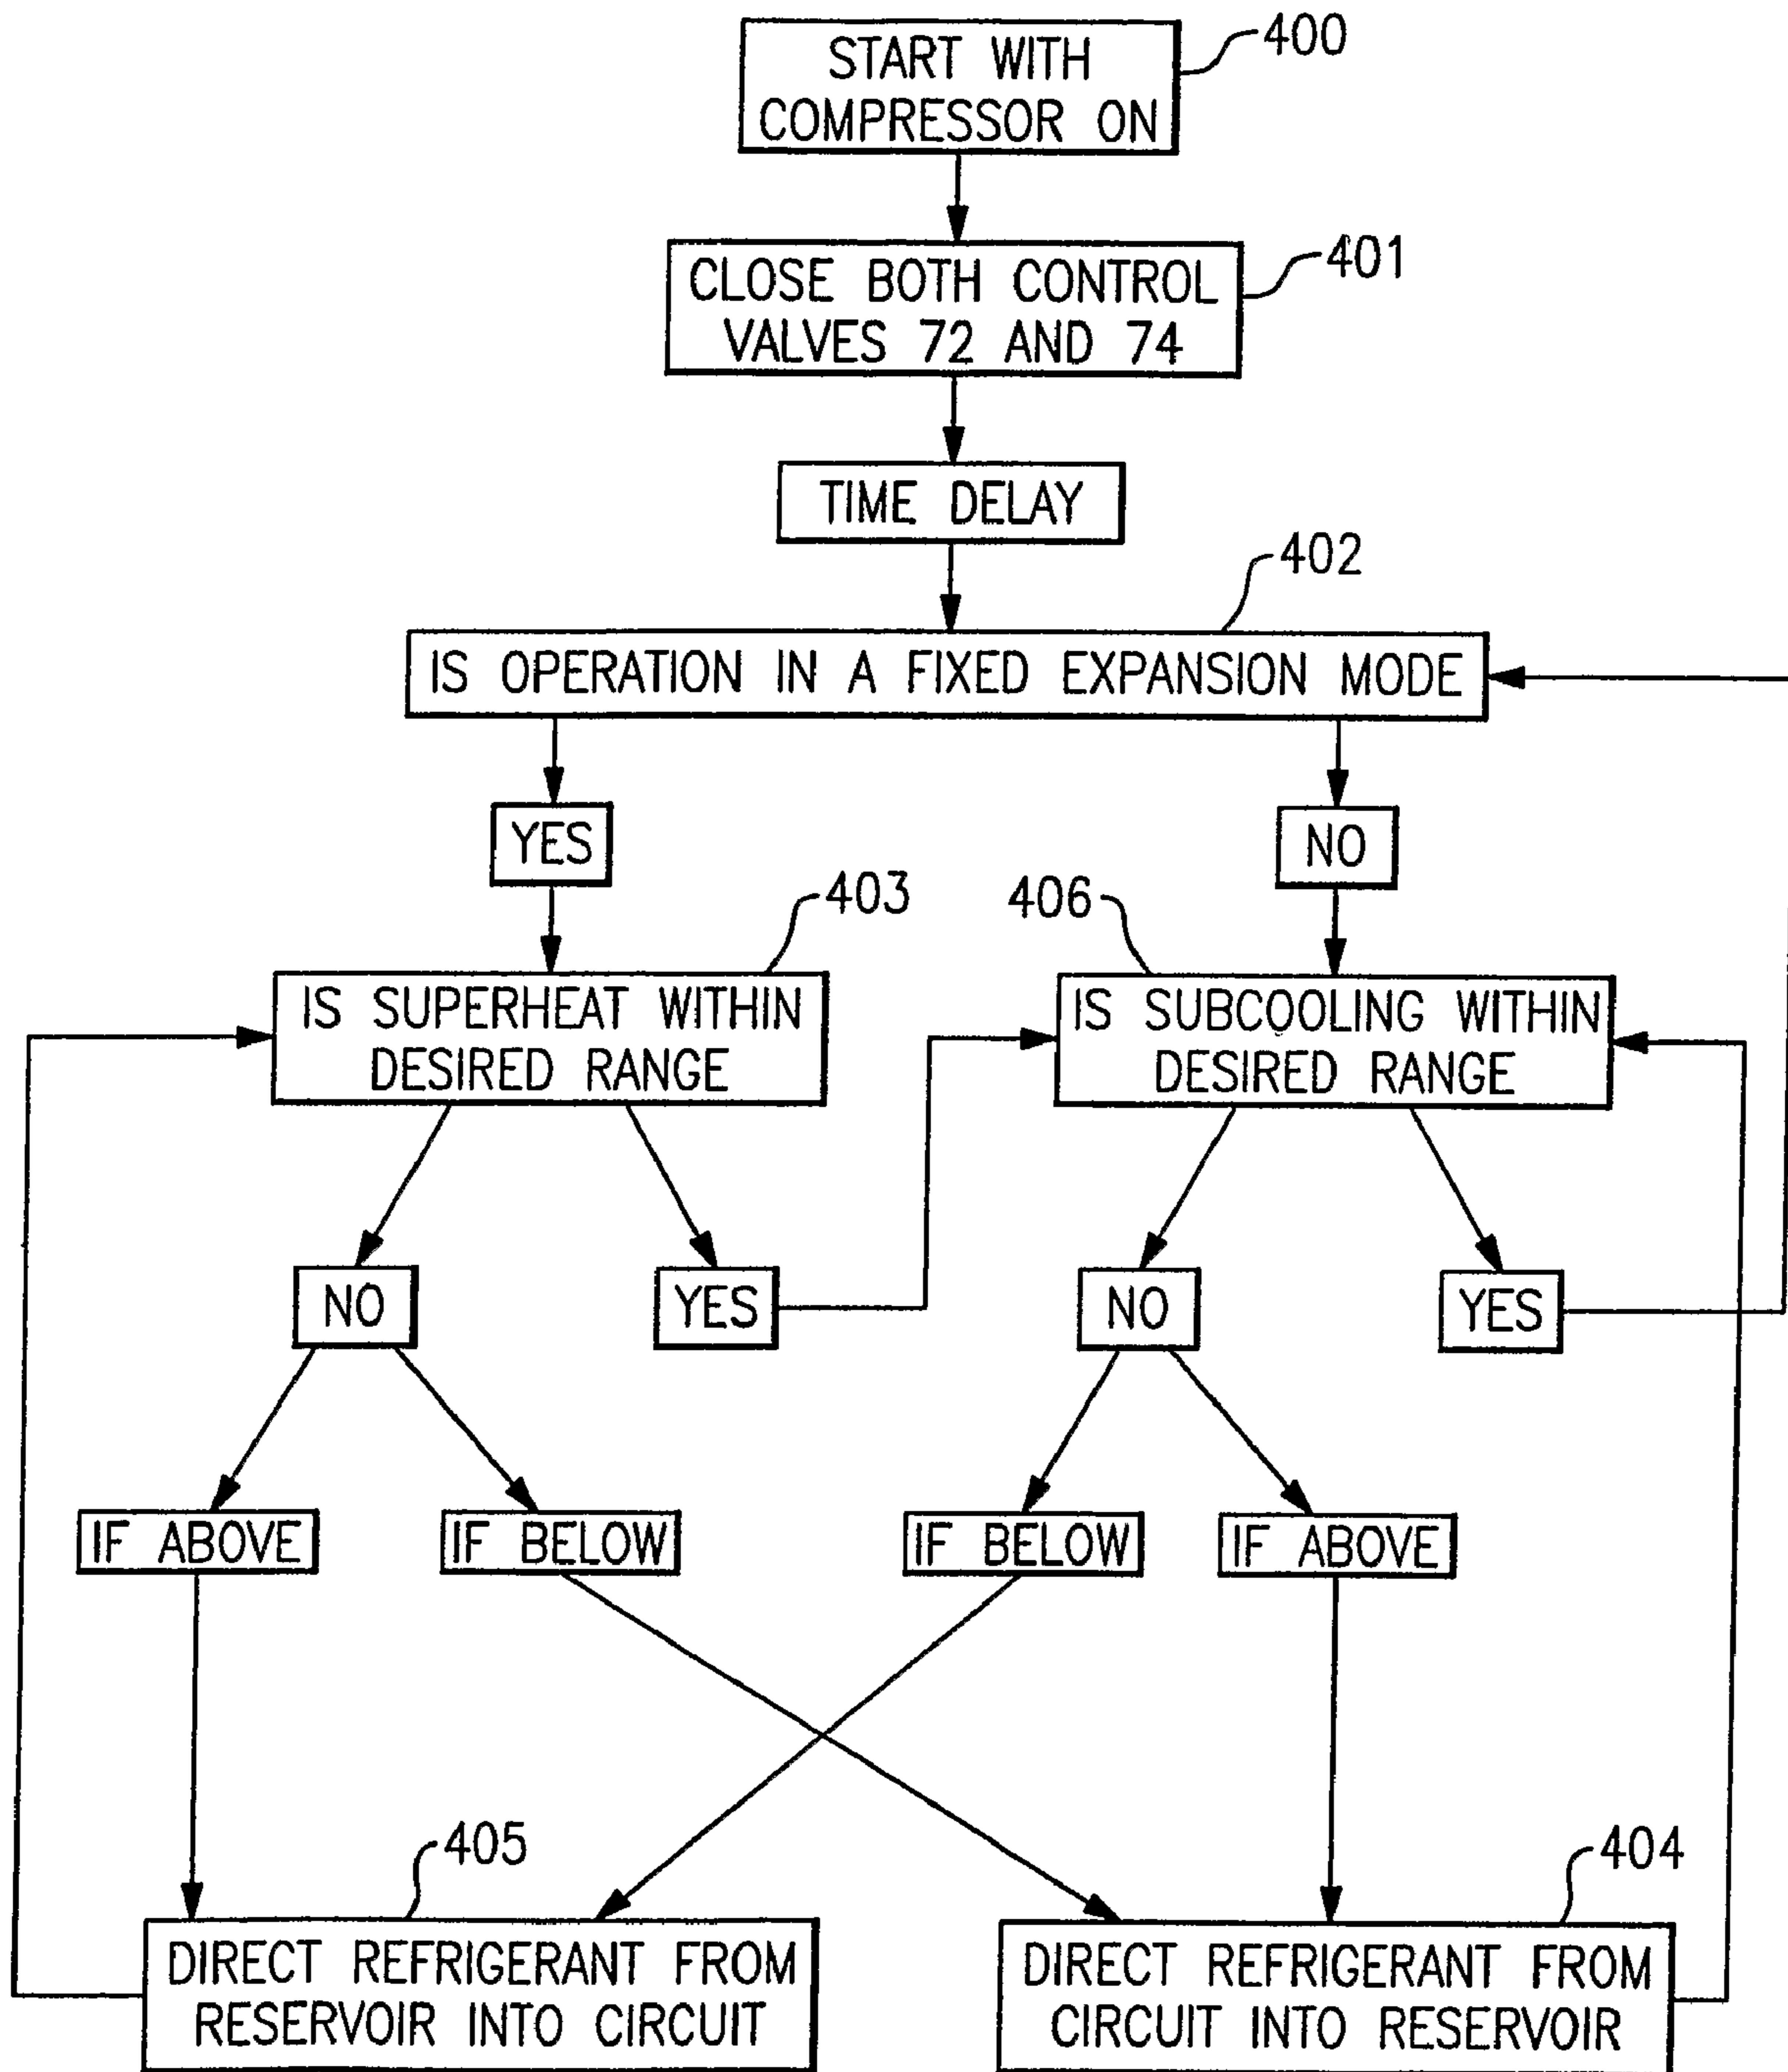 START WITH
COMPRESSOR ON
400
CLOSE BOTH CONTROL
VALVES 72 AND 74
401
TIME DELAY
402
IS OPERATION IN A FIXED EXPANSION MODE
YES
NO
403
406
IS SUPERHEAT WITHIN
DESIRED RANGE
IS SUBCOOLING WITHIN
DESIRED RANGE
NO
YES
NO
YES
IF ABOVE
IF BELOW
IF BELOW
IF ABOVE
405
404
DIRECT REFRIGERANT FROM
RESERVOIR INTO CIRCUIT
DIRECT REFRIGERANT FROM
CIRCUIT INTO RESERVOIR